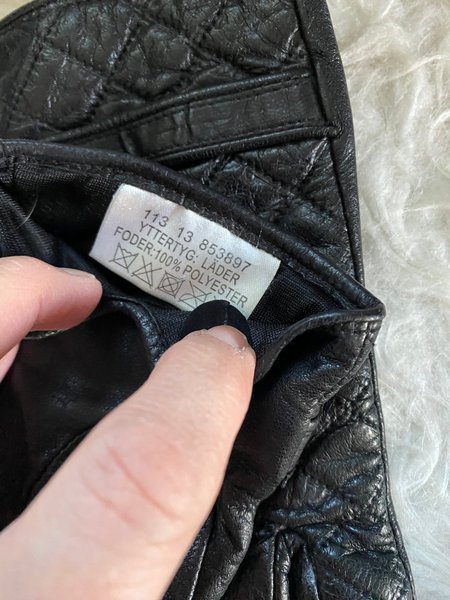 113 13 853897
YTTERTYG: LÄDER
FODER:100% POLYESTER